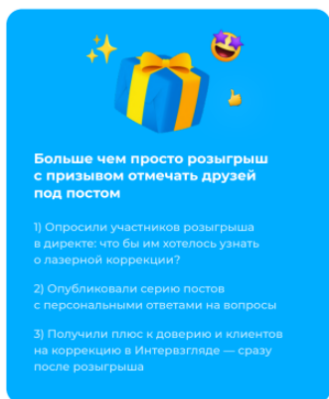 Больше чем просто розыгрыш
с призывом отмечать друзей
под постом
1) Опросили участников розыгрыша
в директе: что бы им хотелось узнать
о лазерной коррекции?
2) Опубликовали серию постов
с персональными ответами на вопросы
3) Получили плюс к доверию и клиентов
на коррекцию в Интервзгляде — сразу
после розыгрыша